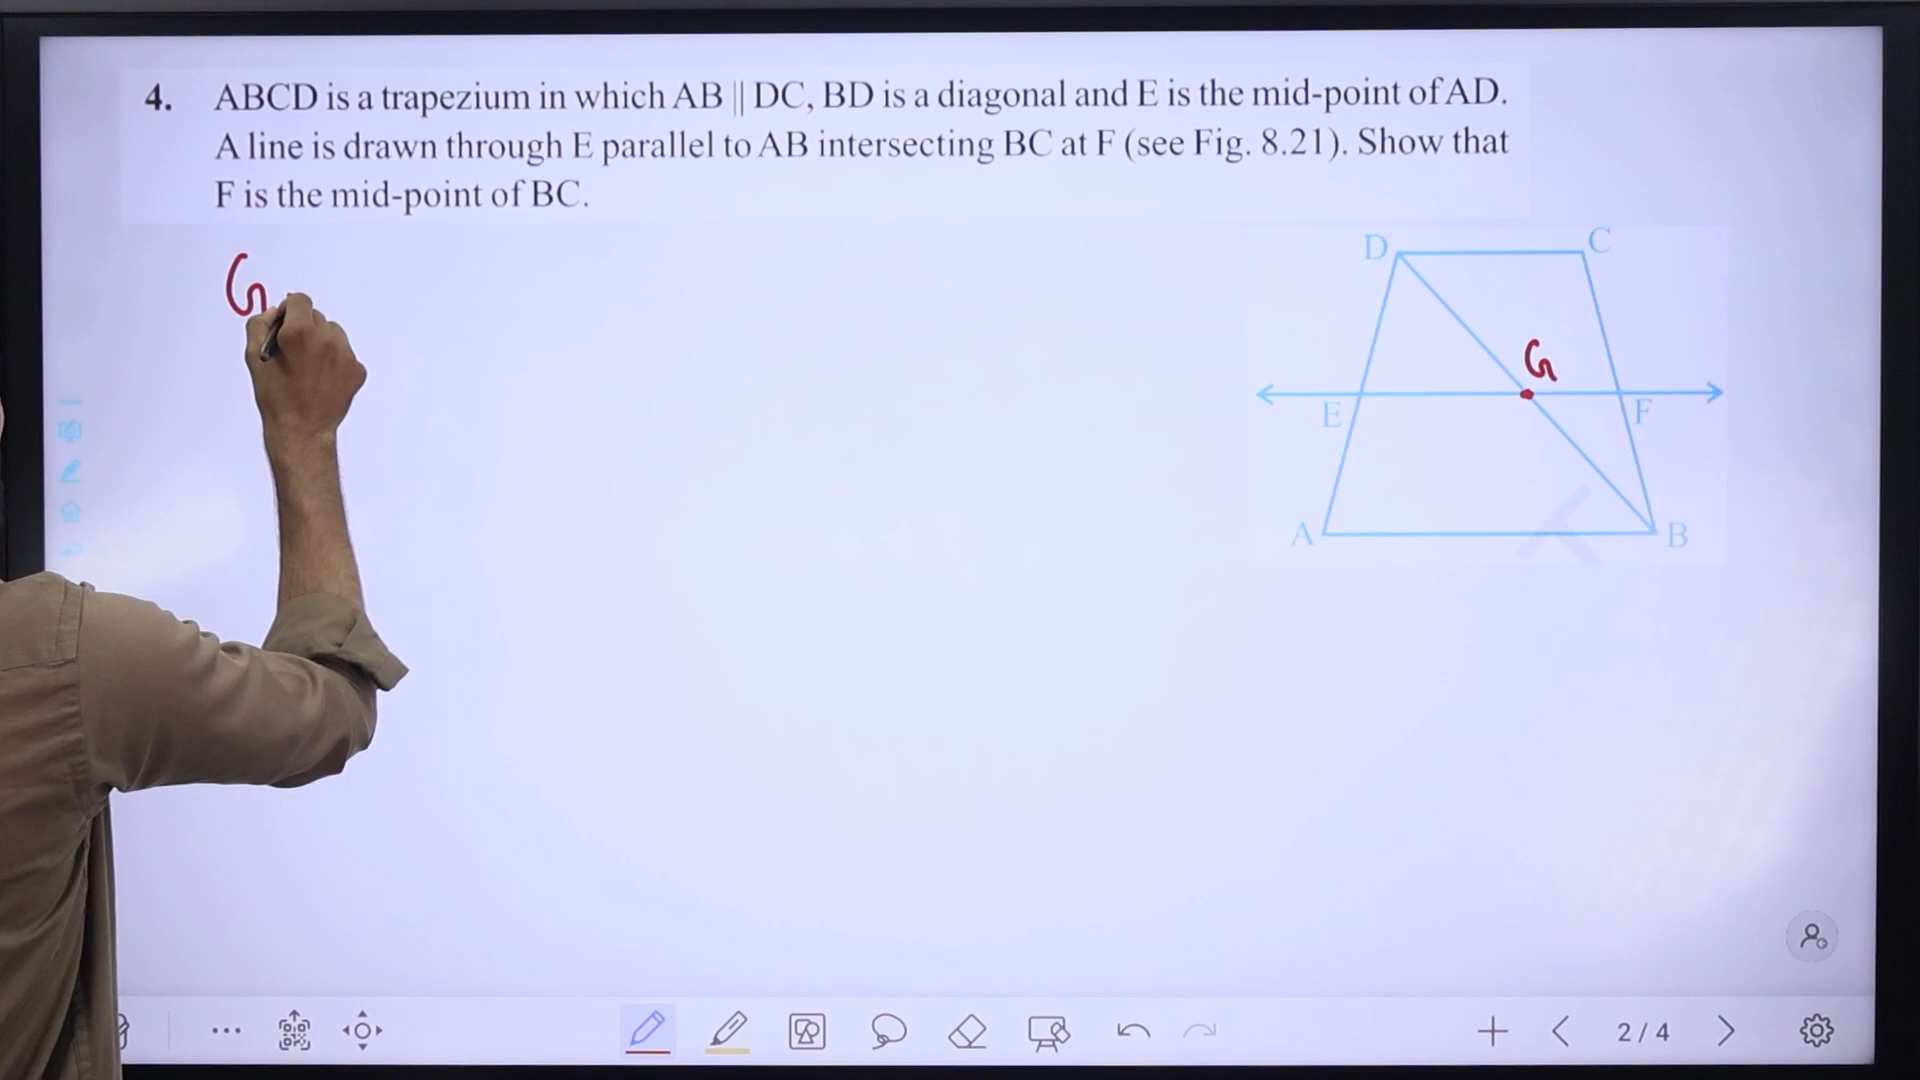 4. ABCD is a trapezium in which AB || DC, BD is a diagonal and E is the mid-point of AD.
A line is drawn through E parallel to AB intersecting BC at F (see Fig. 8.21). Show that
F is the mid-point of BC.
G
D C
G
E F
A B
2 / 4